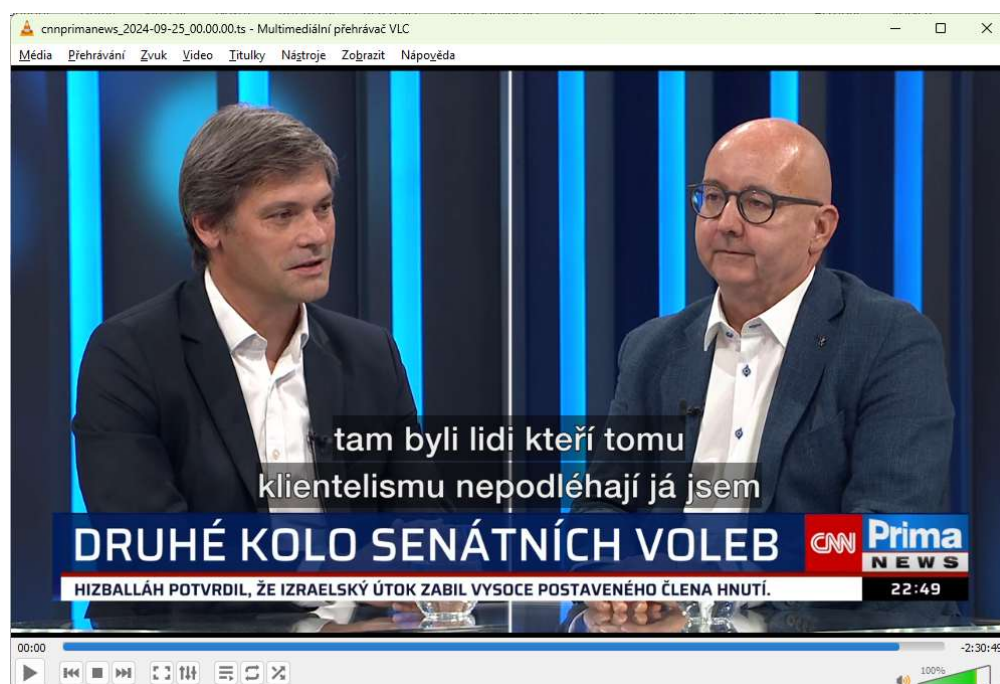 cnnprimanews_2024-09-25_00.00.00.ts - Multimediální přehrávač VLC
Média Přehrávání Zvuk Video Titulky Nástroje Zobrazit Nápověda
tam byli lidi kteří tomu
klientelismu nepodléhají já jsem
DRUHÉ KOLO SENÁTNÍCH VOLEB
CNN Prima
NEWS
HIZBALLÁH POTVRDIL, ŽE IZRAELSKÝ ÚTOK ZABIL VYSOCE POSTAVENÉHO ČLENA HNUTÍ.
22:49
00:00
-2:30:49
100%